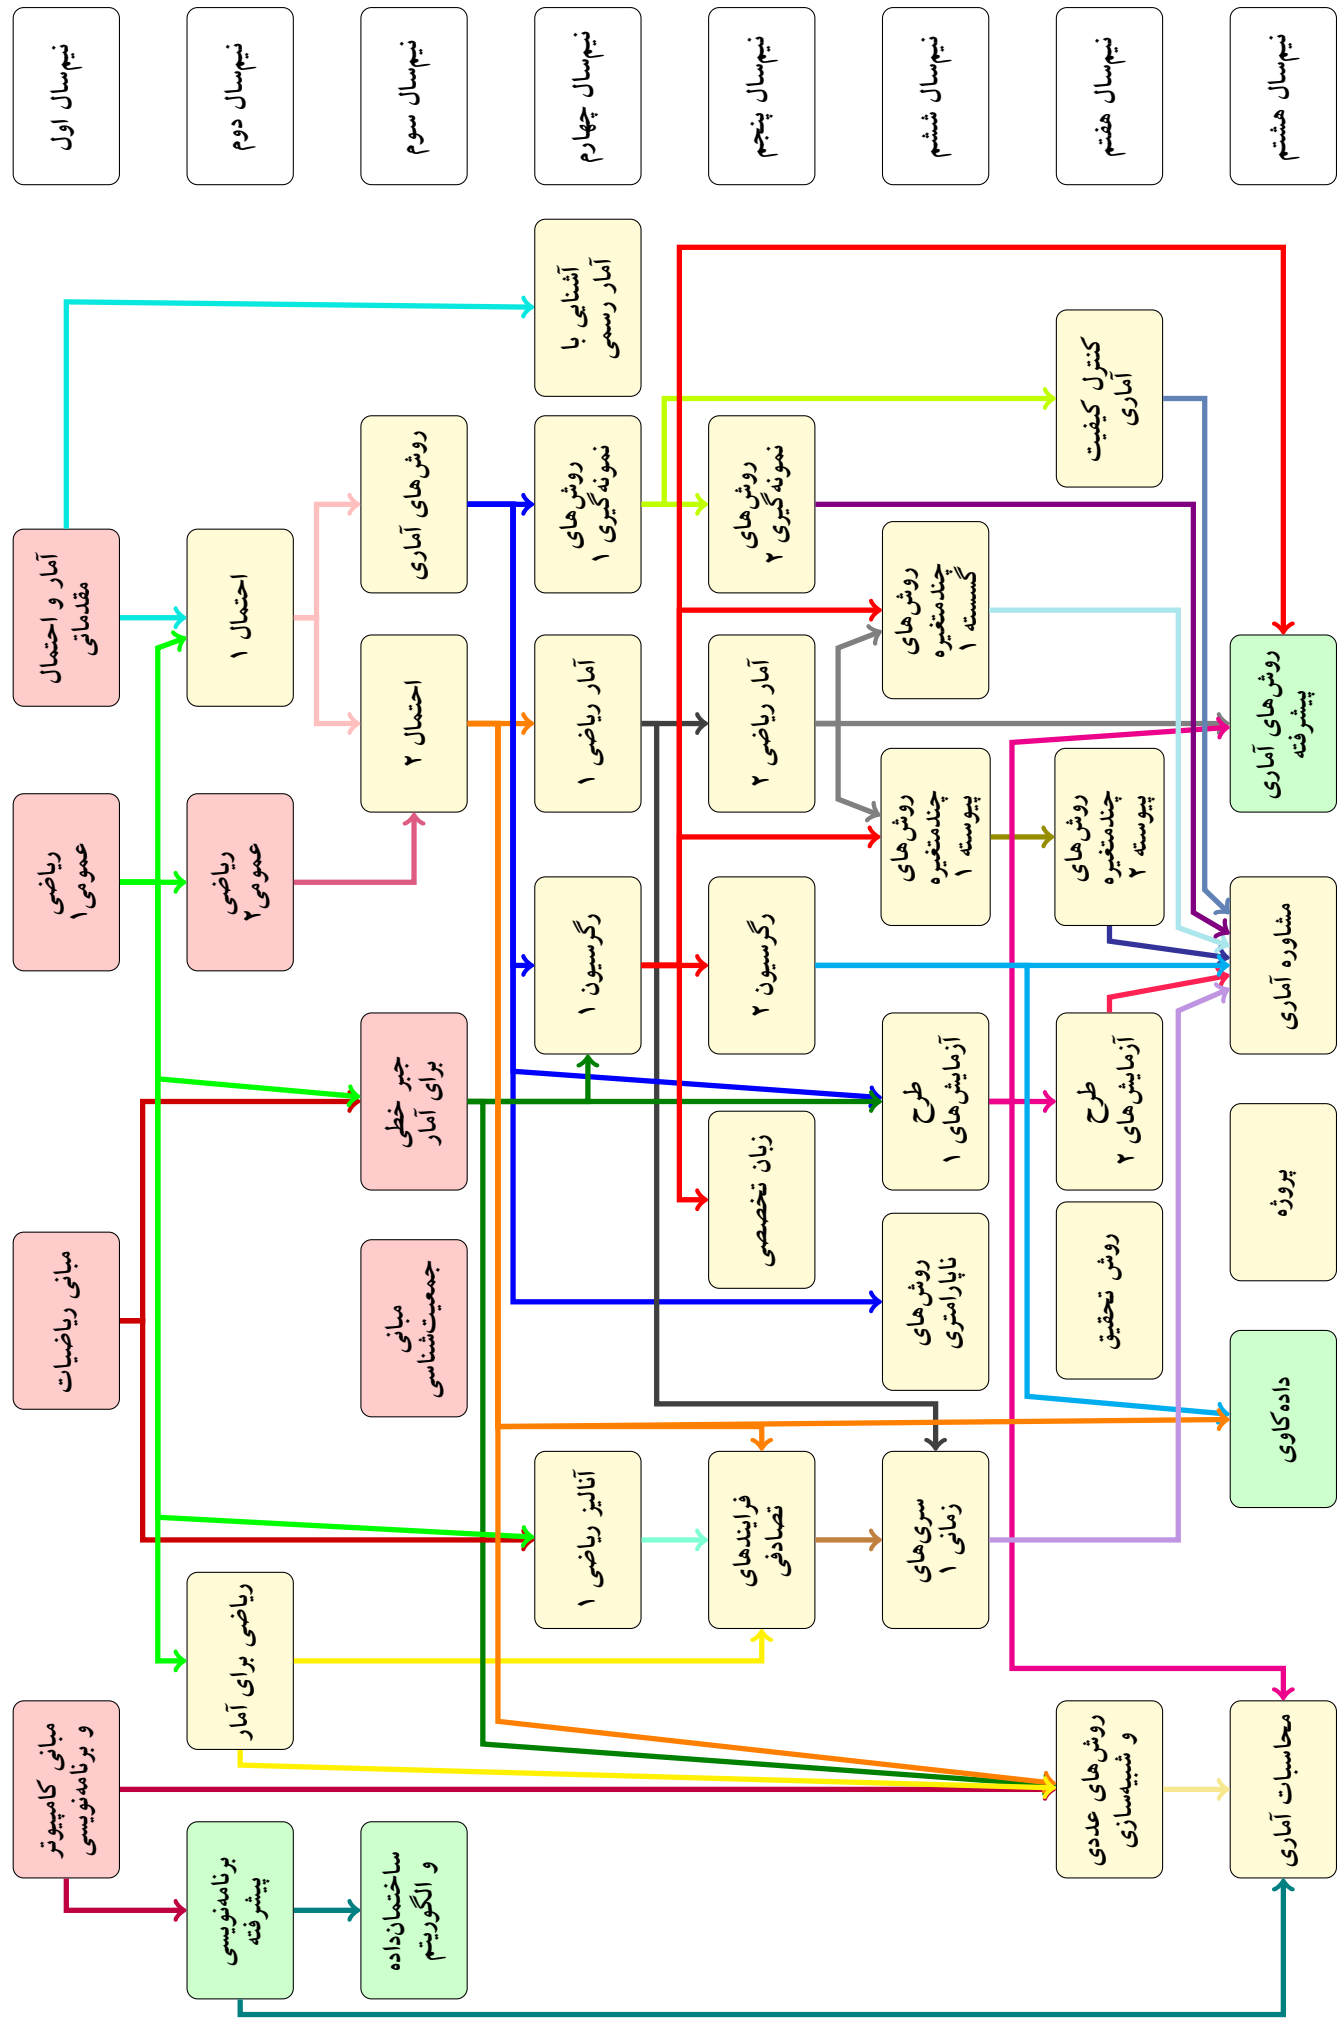 نیم‌سال اول
نیم‌سال دوم
نیم‌سال سوم
نیم‌سال چهارم
نیم‌سال پنجم
نیم‌سال ششم
نیم‌سال هفتم
نیم‌سال هشتم
آمار و احتمال
مقدماتی
ریاضی
عمومی۱
مبانی ریاضیات
مبانی کامپیوتر
و برنامه‌نویسی
احتمال ۱
ریاضی
عمومی۲
ریاضی برای آمار
برنامه‌نویسی
پیشرفته
روش‌های آماری
احتمال ۲
جبر خطی
برای آمار
مبانی
جمعیت‌شناسی
ساختمان‌داده
و الگوریتم
آشنایی با
آمار رسمی
روش‌های
نمونه‌گیری ۱
آمار ریاضی ۱
رگرسیون ۱
آنالیز ریاضی ۱
روش‌های
نمونه‌گیری ۲
آمار ریاضی ۲
رگرسیون ۲
زبان تخصصی
فرایندهای
تصادفی
روش‌های
چندمتغیره
گسسته ۱
روش‌های
چندمتغیره
پیوسته ۱
طرح
آزمایش‌های ۱
روش‌های
ناپارامتری
سری‌های
زمانی ۱
کنترل کیفیت
آماری
روش‌های
چندمتغیره
پیوسته ۲
طرح
آزمایش‌های ۲
روش تحقیق
روش‌های عددی
و شبیه‌سازی
روش‌های آماری
پیشرفته
مشاوره آماری
پروژه
داده‌کاوی
محاسبات آماری